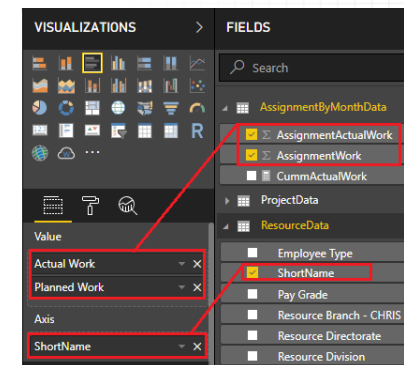 VISUALIZATIONS
FIELDS
Search
AssignmentByMonthData
Σ AssignmentActualWork
Σ AssignmentWork
CummActualWork
R
ProjectData
ResourceData
Value
Employee Type
Actual Work
ShortName
Planned Work
Pay Grade
Axis
Resource Branch - CHRIS
ShortName
Resource Directorate
Resource Division